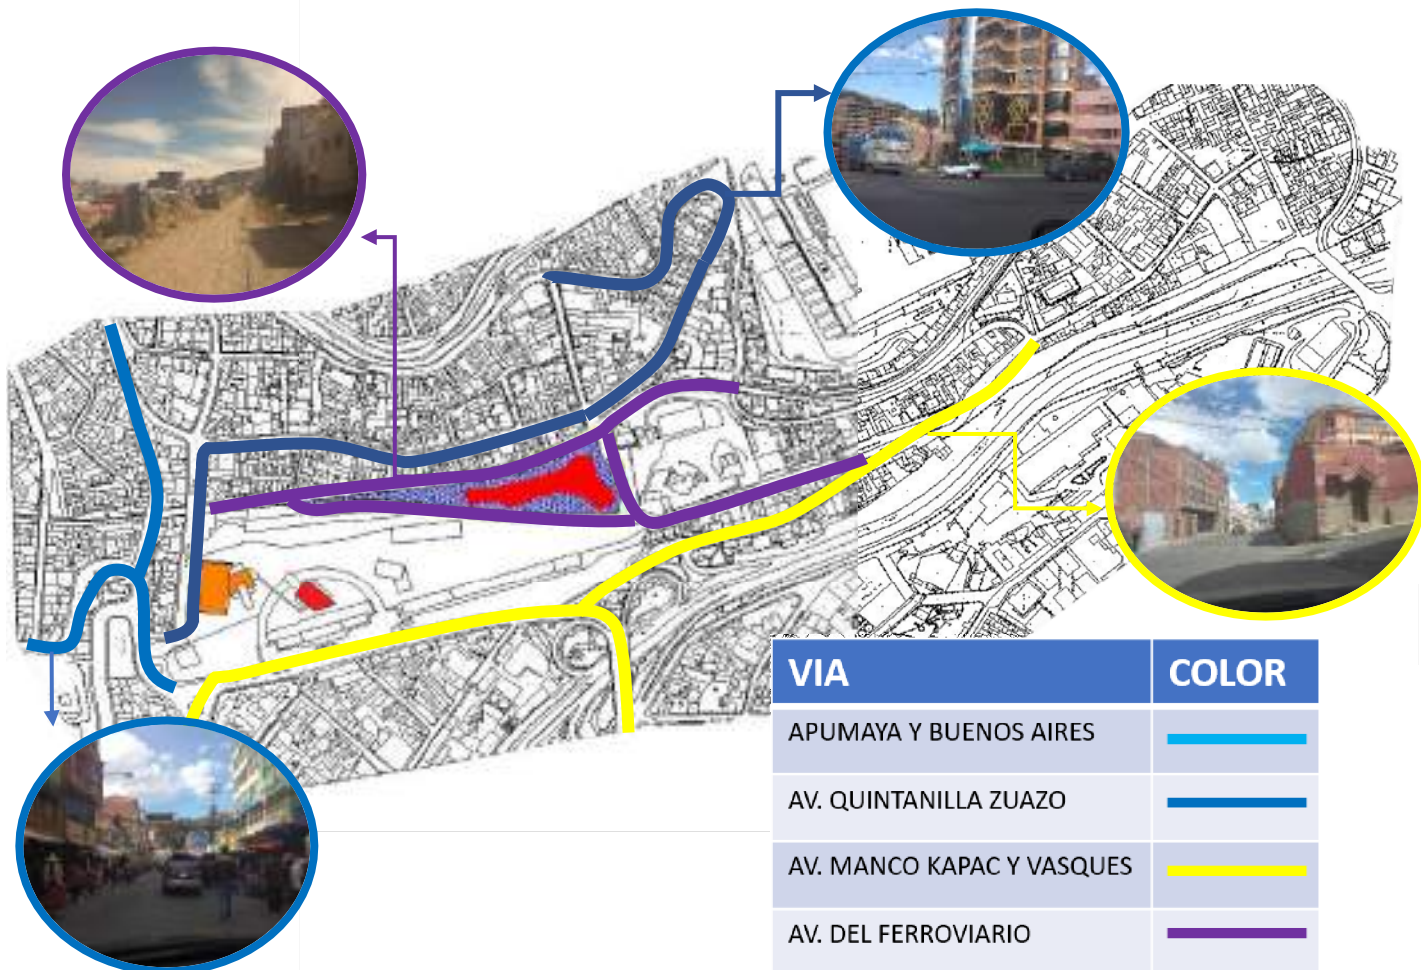 VIA COLOR
APUMAYA Y BUENOS AIRES
AV. QUINTANILLA ZUAZO
AV. MANCO KAPAC Y VASQUES
AV. DEL FERROVIARIO